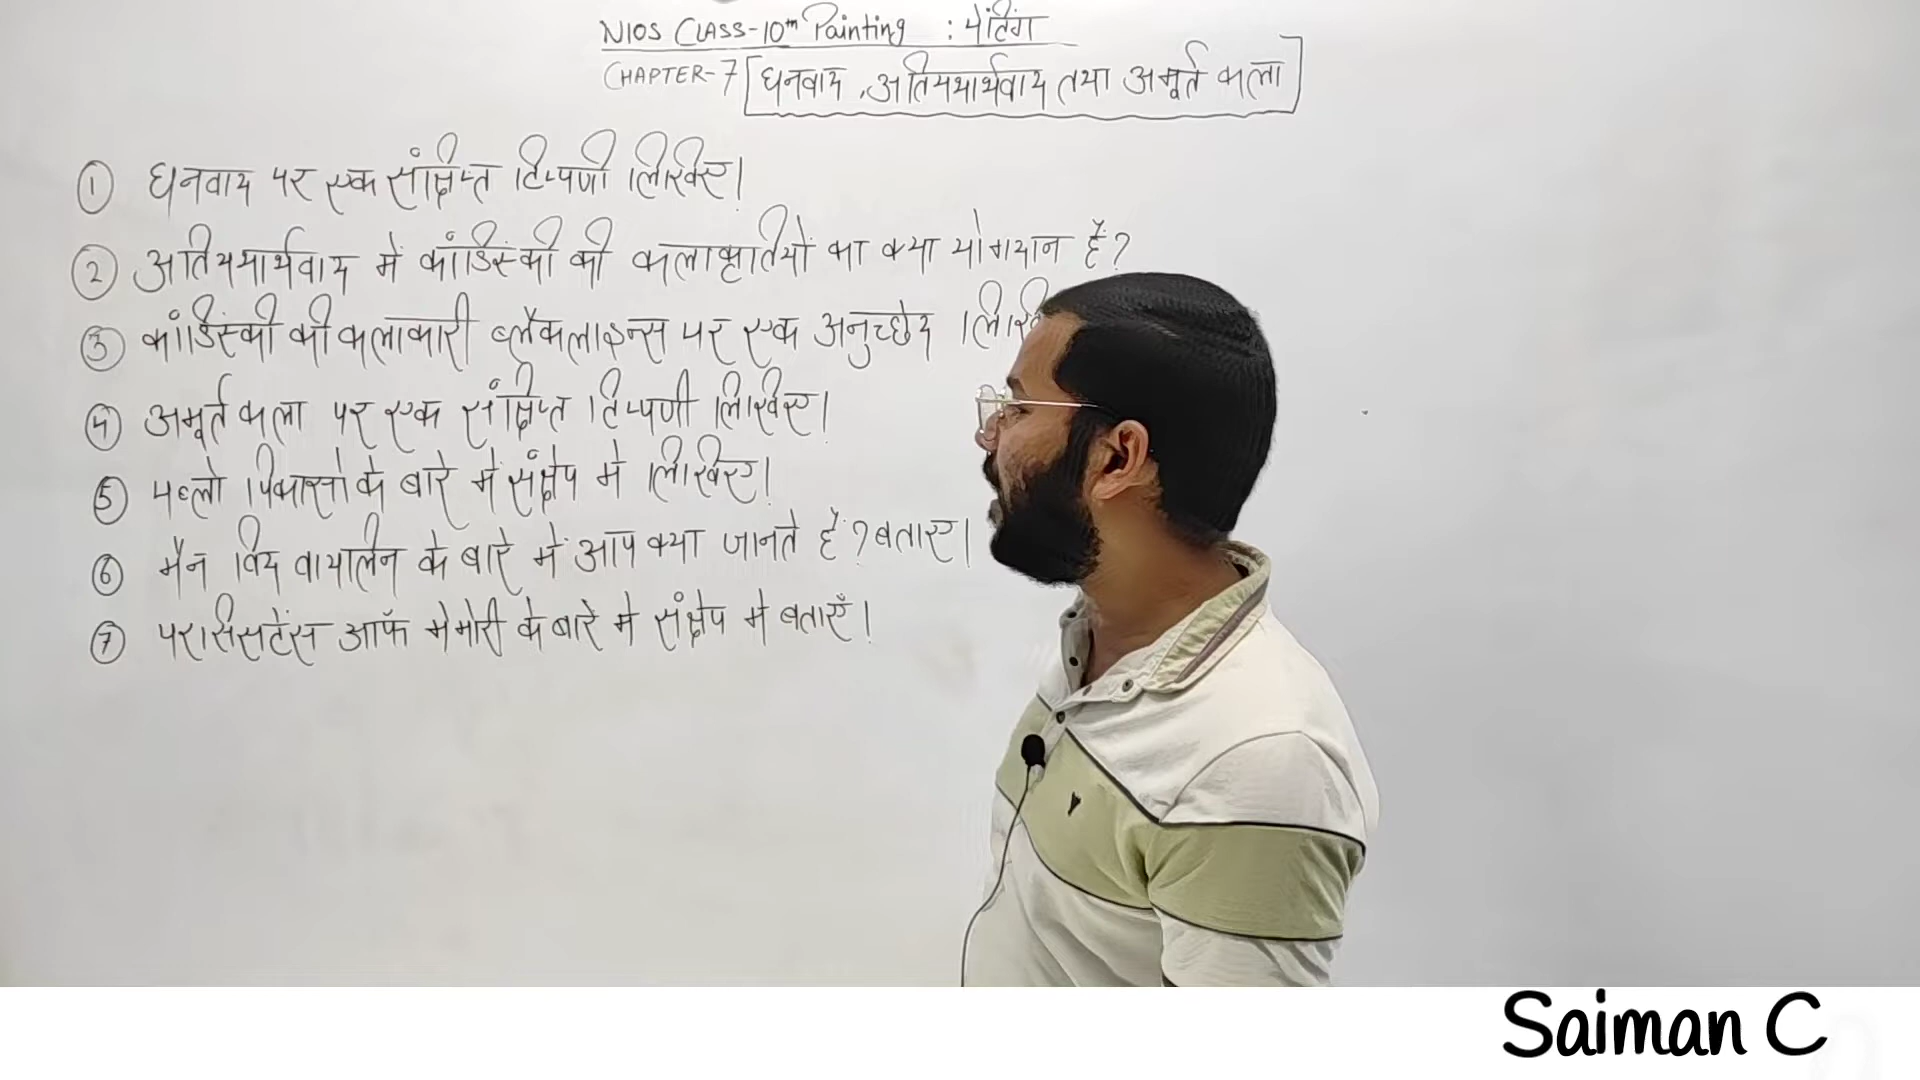 NIOS CLASS-10th Painting : पेंटिंग
CHAPTER-7 घनवाद, अतियथार्थवाद तथा अमूर्त कला
① घनवाद पर एक संक्षिप्त टिप्पणी लिखिए।
② अतियथार्थवाद में कांडिंस्की की कलाकृतियों का क्या योगदान है?
③ कांडिंस्की की कलाकारी ब्लैकलाइन्स पर एक अनुच्छेद
④ अमूर्त कला पर एक संक्षिप्त टिप्पणी लिखिए।
⑤ पब्लो पिकासो के बारे में संक्षेप मे लिखिए।
⑥ मैन विद वायलिन के बारे में आप क्या जानते है? बताए।
⑦ परसिसटेंस ऑफ मेमोरी के बारे मे संक्षेप मे बताएँ।
Saiman C